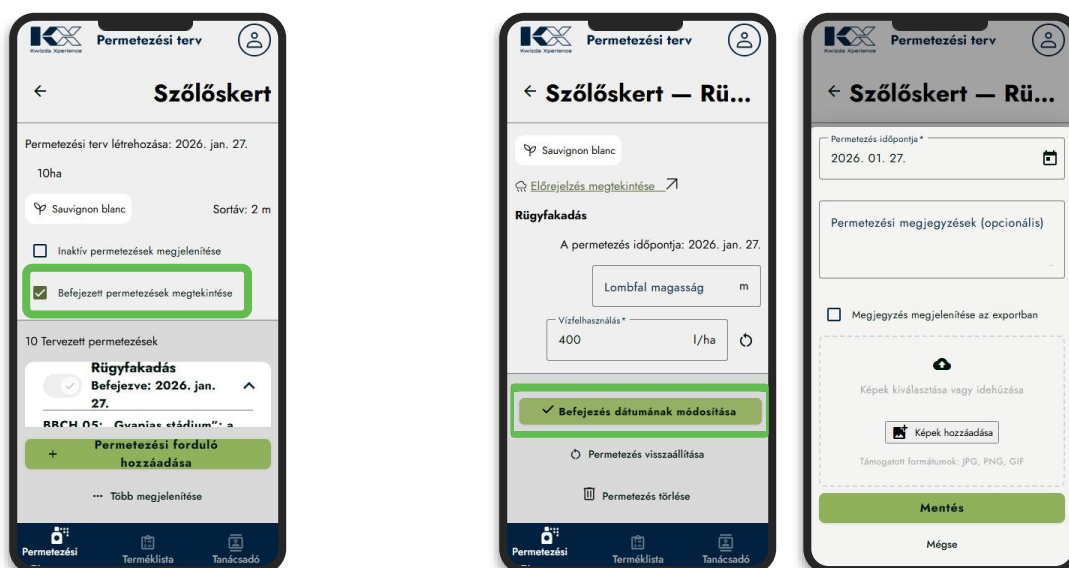 KX
Kwizda Xperience
Permetezési terv
← Szőlőskert
Permetezési terv létrehozása: 2026. jan. 27.
10ha
Sauvignon blanc
Sortáv: 2 m
Inaktív permetezések megjelenítése
Befejezett permetezések megtekintése
10 Tervezett permetezések
Rügyfakadás
Befejezve: 2026. jan.
27.
BBCH 05: „Gyapjas stádium”: a
+ Permetezési forduló
hozzáadása
··· Több megjelenítése
Permetezési
Terméklista
Tanácsadó
KX
Kwizda Xperience
Permetezési terv
← Szőlőskert — Rü...
Sauvignon blanc
Előrejelzés megtekintése
Rügyfakadás
A permetezés időpontja: 2026. jan. 27.
Lombfal magasság m
Vízfelhasználás*
400 l/ha
Befejezés dátumának módosítása
Permetezés visszaállítása
Permetezés törlése
Permetezési
Terméklista
Tanácsadó
KX
Kwizda Xperience
Permetezési terv
← Szőlőskert — Rü...
Permetezés időpontja*
2026. 01. 27.
Permetezési megjegyzések (opcionális)
Megjegyzés megjelenítése az exportban
Képek kiválasztása vagy idehúzása
Képek hozzáadása
Támogatott formátumok: JPG, PNG, GIF
Mentés
Mégse